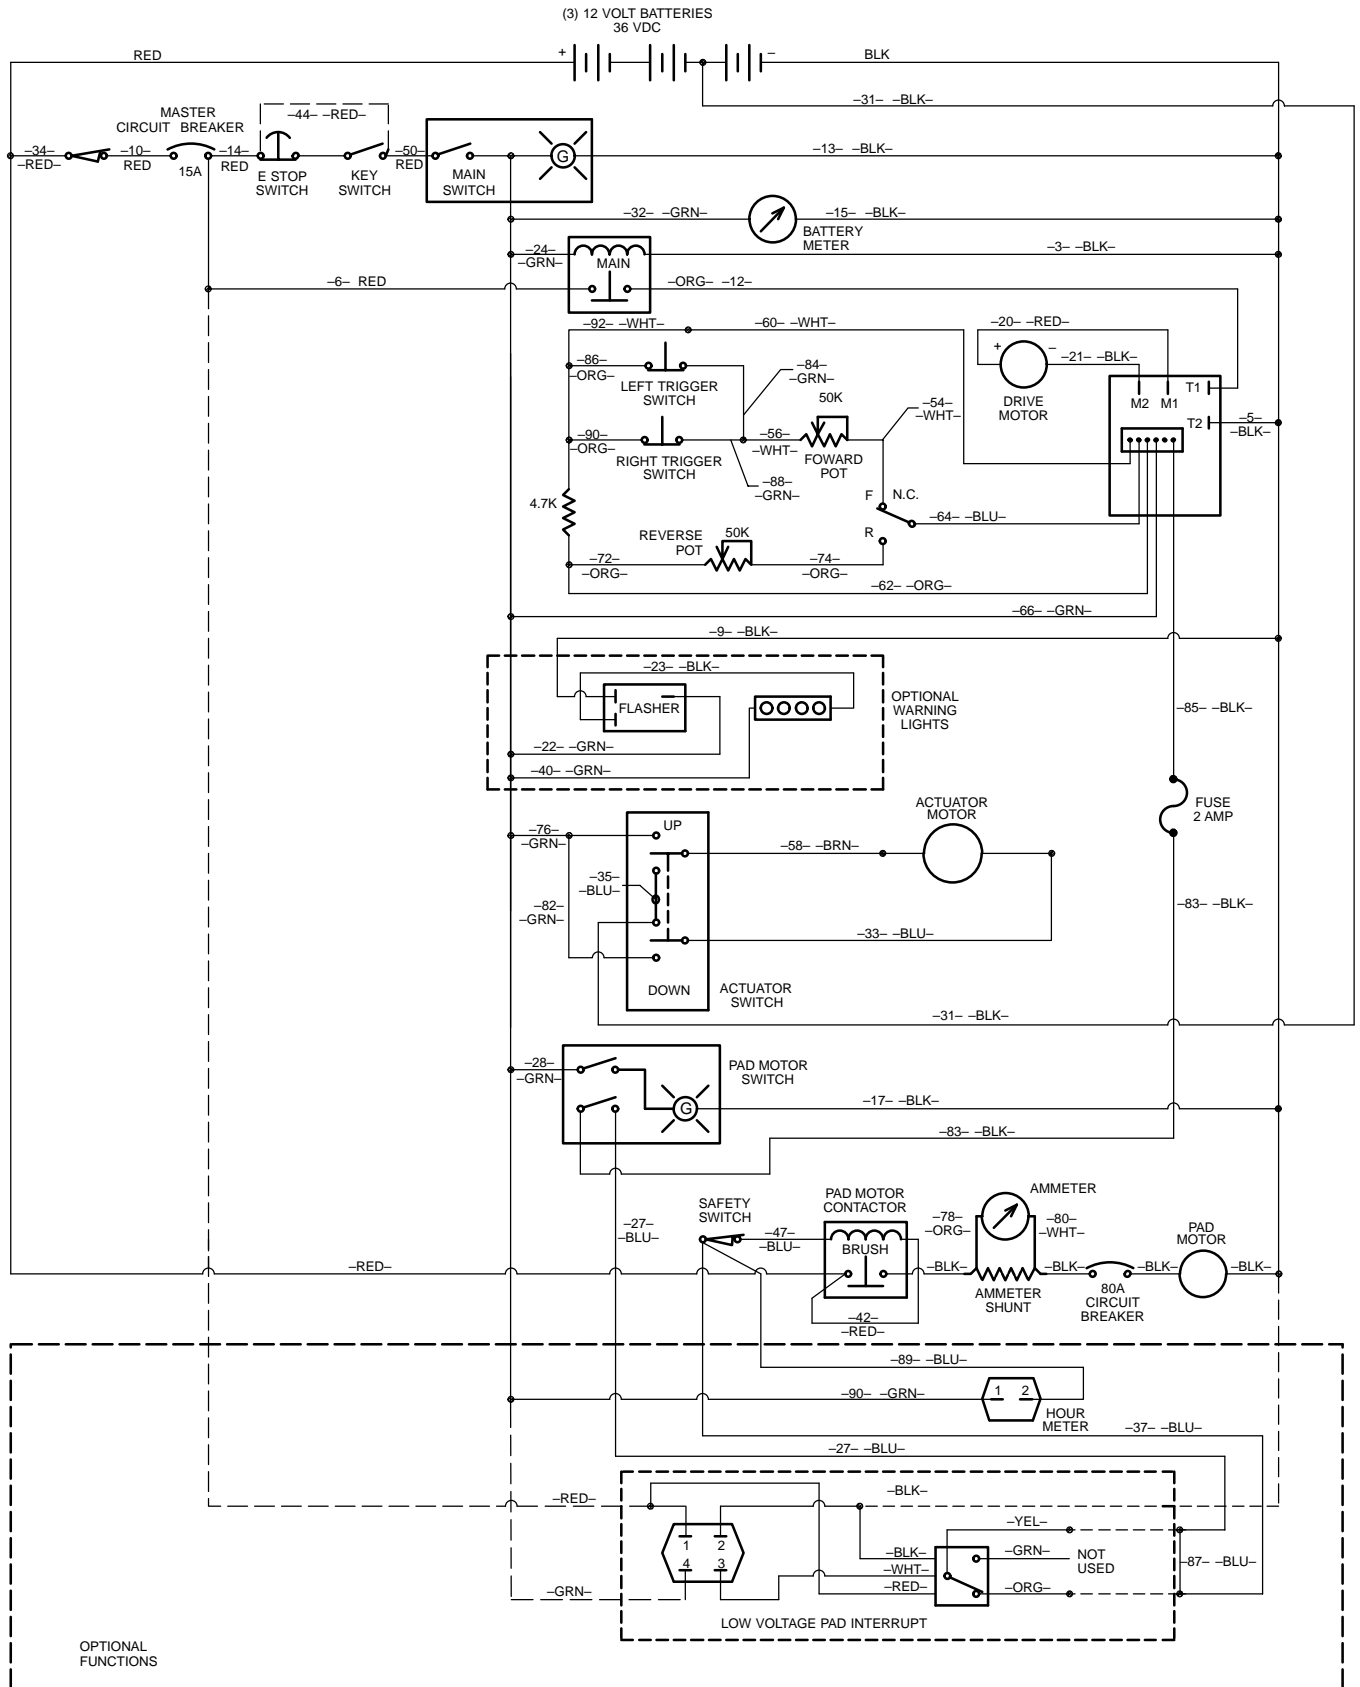 (3) 12 VOLT BATTERIES
36 VDC
RED
+
–
BLK
–31– –BLK–
MASTER
CIRCUIT BREAKER
–44– –RED–
–34–
–RED–
–10–
RED
15A
–14–
RED
E STOP
SWITCH
KEY
SWITCH
–50–
RED
MAIN
SWITCH
G
–13– –BLK–
–32– –GRN–
–15– –BLK–
BATTERY
METER
–24–
–GRN–
MAIN
–3– –BLK–
–6– RED
–ORG– –12–
–92– –WHT–
–60– –WHT–
–20– –RED–
+
–
–21– –BLK–
DRIVE
MOTOR
–86–
–ORG–
LEFT TRIGGER
SWITCH
–84–
–GRN–
50K
–54–
–WHT–
T1
M2 M1
T2
–5–
–BLK–
–90–
–ORG–
RIGHT TRIGGER
SWITCH
–56–
–WHT–
FOWARD
POT
–88–
–GRN–
4.7K
F N.C.
–64– –BLU–
R
REVERSE
POT
50K
–72–
–ORG–
–74–
–ORG–
–62– –ORG–
–66– –GRN–
–9– –BLK–
–23– –BLK–
FLASHER
OPTIONAL
WARNING
LIGHTS
–85– –BLK–
–22– –GRN–
–40– –GRN–
FUSE
2 AMP
ACTUATOR
MOTOR
UP
–76–
–GRN–
–58– –BRN–
–35–
–BLU–
–82–
–GRN–
–83– –BLK–
–33– –BLU–
DOWN
ACTUATOR
SWITCH
–31– –BLK–
–28–
–GRN–
PAD MOTOR
SWITCH
G
–17– –BLK–
–83– –BLK–
SAFETY
SWITCH
PAD MOTOR
CONTACTOR
AMMETER
–27–
–BLU–
–47–
–BLU–
BRUSH
–78–
–ORG–
–80–
–WHT–
PAD
MOTOR
–RED–
–BLK–
–BLK–
–BLK–
–BLK–
AMMETER
SHUNT
80A
CIRCUIT
BREAKER
–42–
–RED–
–89– –BLU–
–90– –GRN–
1 2
HOUR
METER
–37– –BLU–
–27– –BLU–
–RED–
–BLK–
1 2
4 3
–YEL–
–BLK–
–WHT–
–RED–
–GRN–
NOT
USED
–87– –BLU–
–ORG–
–GRN–
LOW VOLTAGE PAD INTERRUPT
OPTIONAL
FUNCTIONS